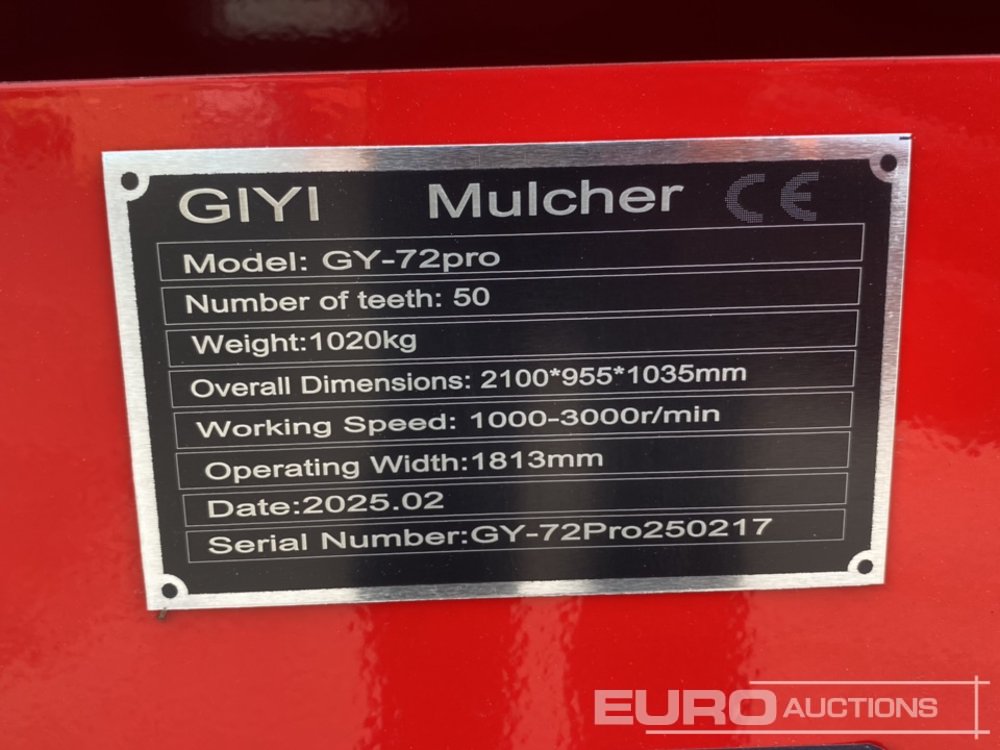 GIYI Mulcher CE
Model: GY-72pro
Number of teeth: 50
Weight:1020kg
Overall Dimensions: 2100*955*1035mm
Working Speed: 1000-3000r/min
Operating Width:1813mm
Date:2025.02
Serial Number:GY-72Pro250217
EURO AUCTIONS